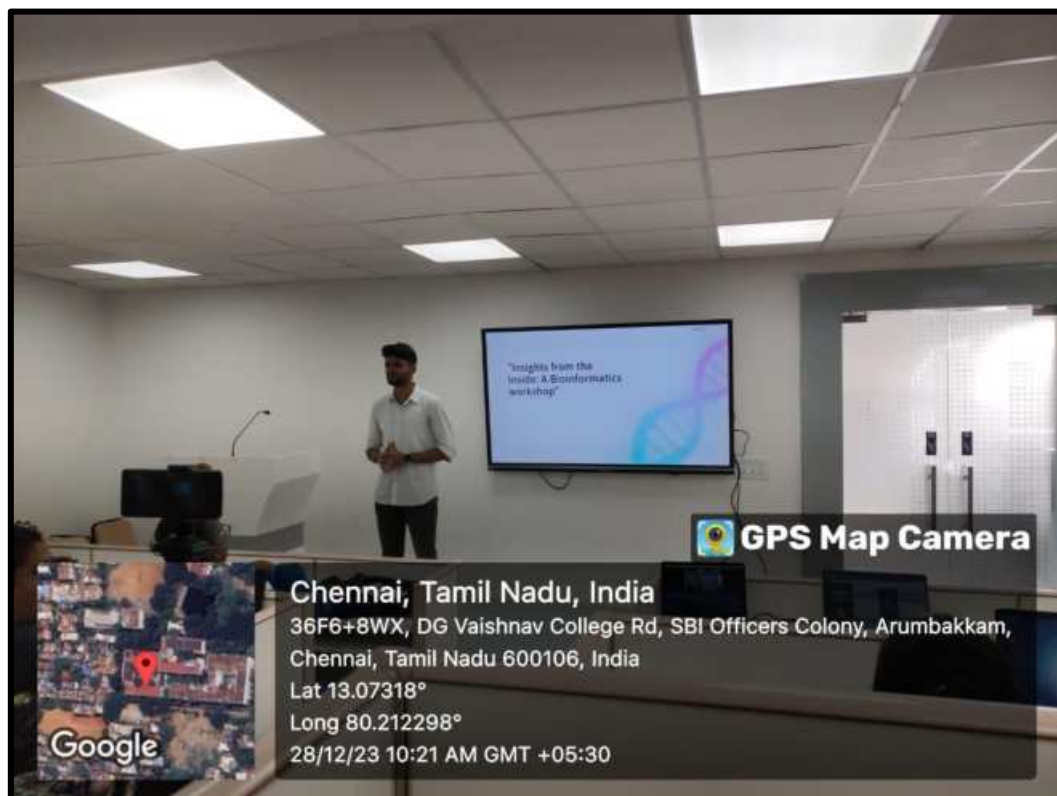 "Insights from the
Inside: A Bioinformatics
workshop"
GPS Map Camera
Chennai, Tamil Nadu, India
36F6+8WX, DG Vaishnav College Rd, SBI Officers Colony, Arumbakkam,
Chennai, Tamil Nadu 600106, India
Lat 13.07318°
Long 80.212298°
28/12/23 10:21 AM GMT +05:30
Google